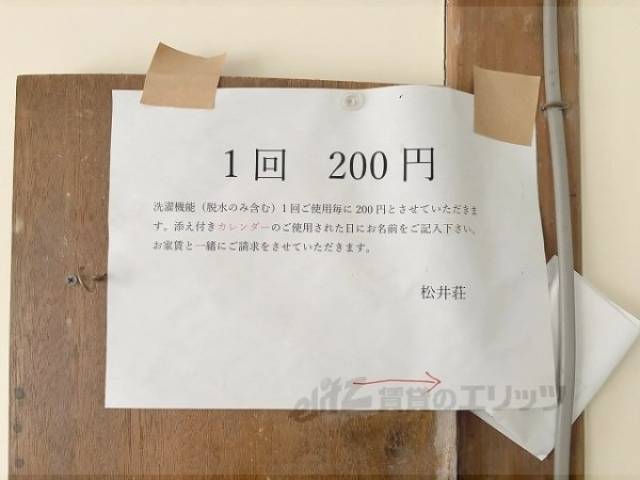 1回 200円
洗濯機能（脱水のみ含む）1回ご使用毎に200円とさせていただきま
す。添え付きカレンダーのご使用された日にお名前をご記入下さい。
お家賃と一緒にご請求をさせていただきます。
松井荘
elitz 賃貸のエリッツ